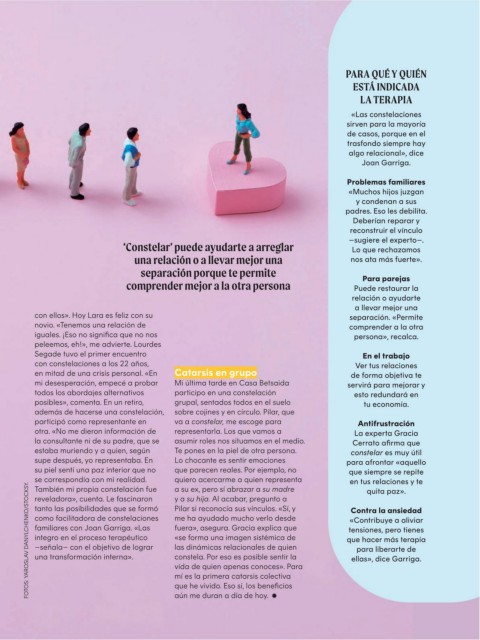 'Constelar' puede ayudarte a arreglar
una relación o a llevar mejor una
separación porque te permite
comprender mejor a la otra persona
con ellos». Hoy Lara es feliz con su
novio. «Tenemos una relación de
iguales. ¡Eso no significa que no nos
peleemos, eh!», me advierte. Lourdes
Segade tuvo el primer encuentro
con constelaciones a los 22 años,
en mitad de una crisis personal. «En
mi desesperación, empecé a probar
todos los abordajes alternativos
posibles», comenta. En un retiro,
además de hacerse una constelación,
participó como representante en
otra. «No me dieron información de
la consultante ni de su padre, que se
estaba muriendo y a quien, según
supe después, yo representaba. En
su piel sentí una paz interior que no
se correspondía con mi realidad.
También mi propia constelación fue
reveladora», cuenta. Le fascinaron
tanto las posibilidades que se formó
como facilitadora de constelaciones
familiares con Joan Garriga. «Las
integro en el proceso terapéutico
–señala– con el objetivo de lograr
una transformación interna».
Catarsis en grupo
Mi última tarde en Casa Betsaida
participo en una constelación
grupal, sentados todos en el suelo
sobre cojines y en círculo. Pilar, que
va a constelar, me escoge para
representarla. Los que vamos a
asumir roles nos situamos en el medio.
Te pones en la piel de otra persona.
Lo chocante es sentir emociones
que parecen reales. Por ejemplo, no
quiero acercarme a quien representa
a su ex, pero sí abrazar a su madre
y a su hija. Al acabar, pregunto a
Pilar si reconocía sus vínculos. «Sí, y
me ha ayudado mucho verlo desde
fuera», asegura. Gracia explica que
«se forma una imagen sistémica de
las dinámicas relacionales de quien
constela. Por eso es posible sentir la
vida de quien apenas conoces». Para
mí es la primera catarsis colectiva
que he vivido. Eso sí, los beneficios
aún me duran a día de hoy. ●
PARA QUÉ Y QUIÉN
ESTÁ INDICADA
LA TERAPIA
«Las constelaciones
sirven para la mayoría
de casos, porque en el
trasfondo siempre hay
algo relacional», dice
Joan Garriga.
Problemas familiares
«Muchos hijos juzgan
y condenan a sus
padres. Eso les debilita.
Deberían reparar y
reconstruir el vínculo
–sugiere el experto–.
Lo que rechazamos
nos ata más fuerte».
Para parejas
Puede restaurar la
relación o ayudarte
a llevar mejor una
separación. «Permite
comprender a la otra
persona», recalca.
En el trabajo
Ver tus relaciones
de forma objetiva te
servirá para mejorar y
esto redundará en
tu economía.
Antifrustración
La experta Gracia
Cerrato afirma que
constelar es muy útil
para afrontar «aquello
que siempre se repite
en tus relaciones y te
quita paz».
Contra la ansiedad
«Contribuye a aliviar
tensiones, pero tienes
que hacer más terapia
para liberarte de
ellas», dice Garriga.
FOTOS: YAROSLAV DANYLCHENKO/STOCKSY.